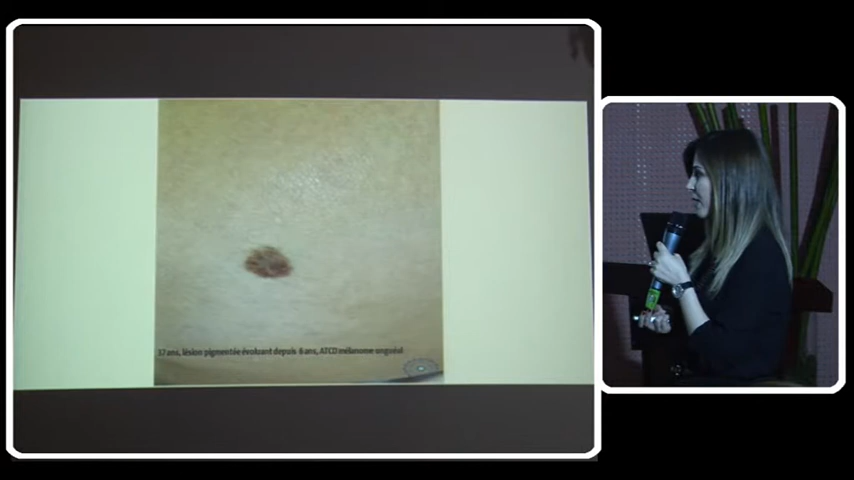 37 ans, lésion pigmentée évoluant depuis 6 ans, ATCD mélanome unguéal